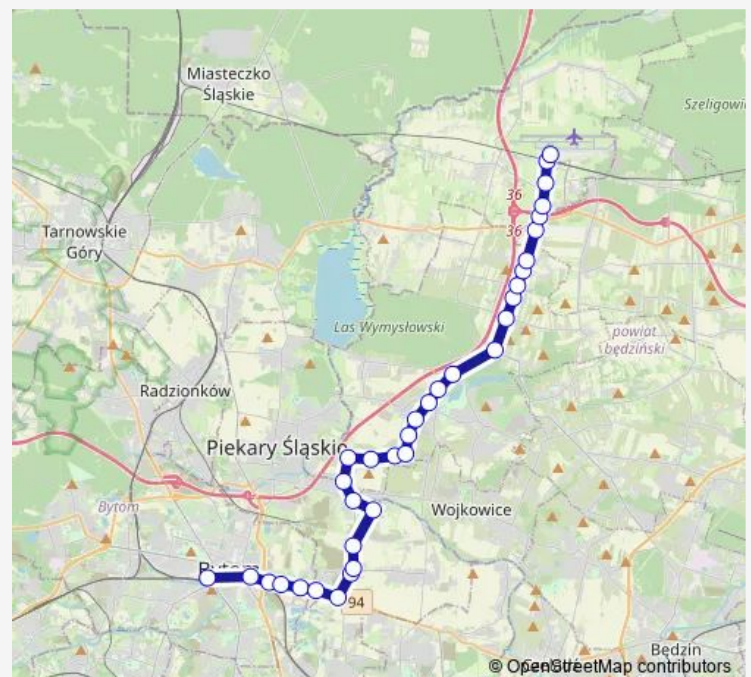 Miasteczko
Śląskie
Tarnowskie
Góry
36
36
Las Wymysłowski
powiat
będziński
Radzionków
Piekary Śląskie
Bytom
Wojkowice
Bytom
94
Będzin
© OpenStreetMap contributors